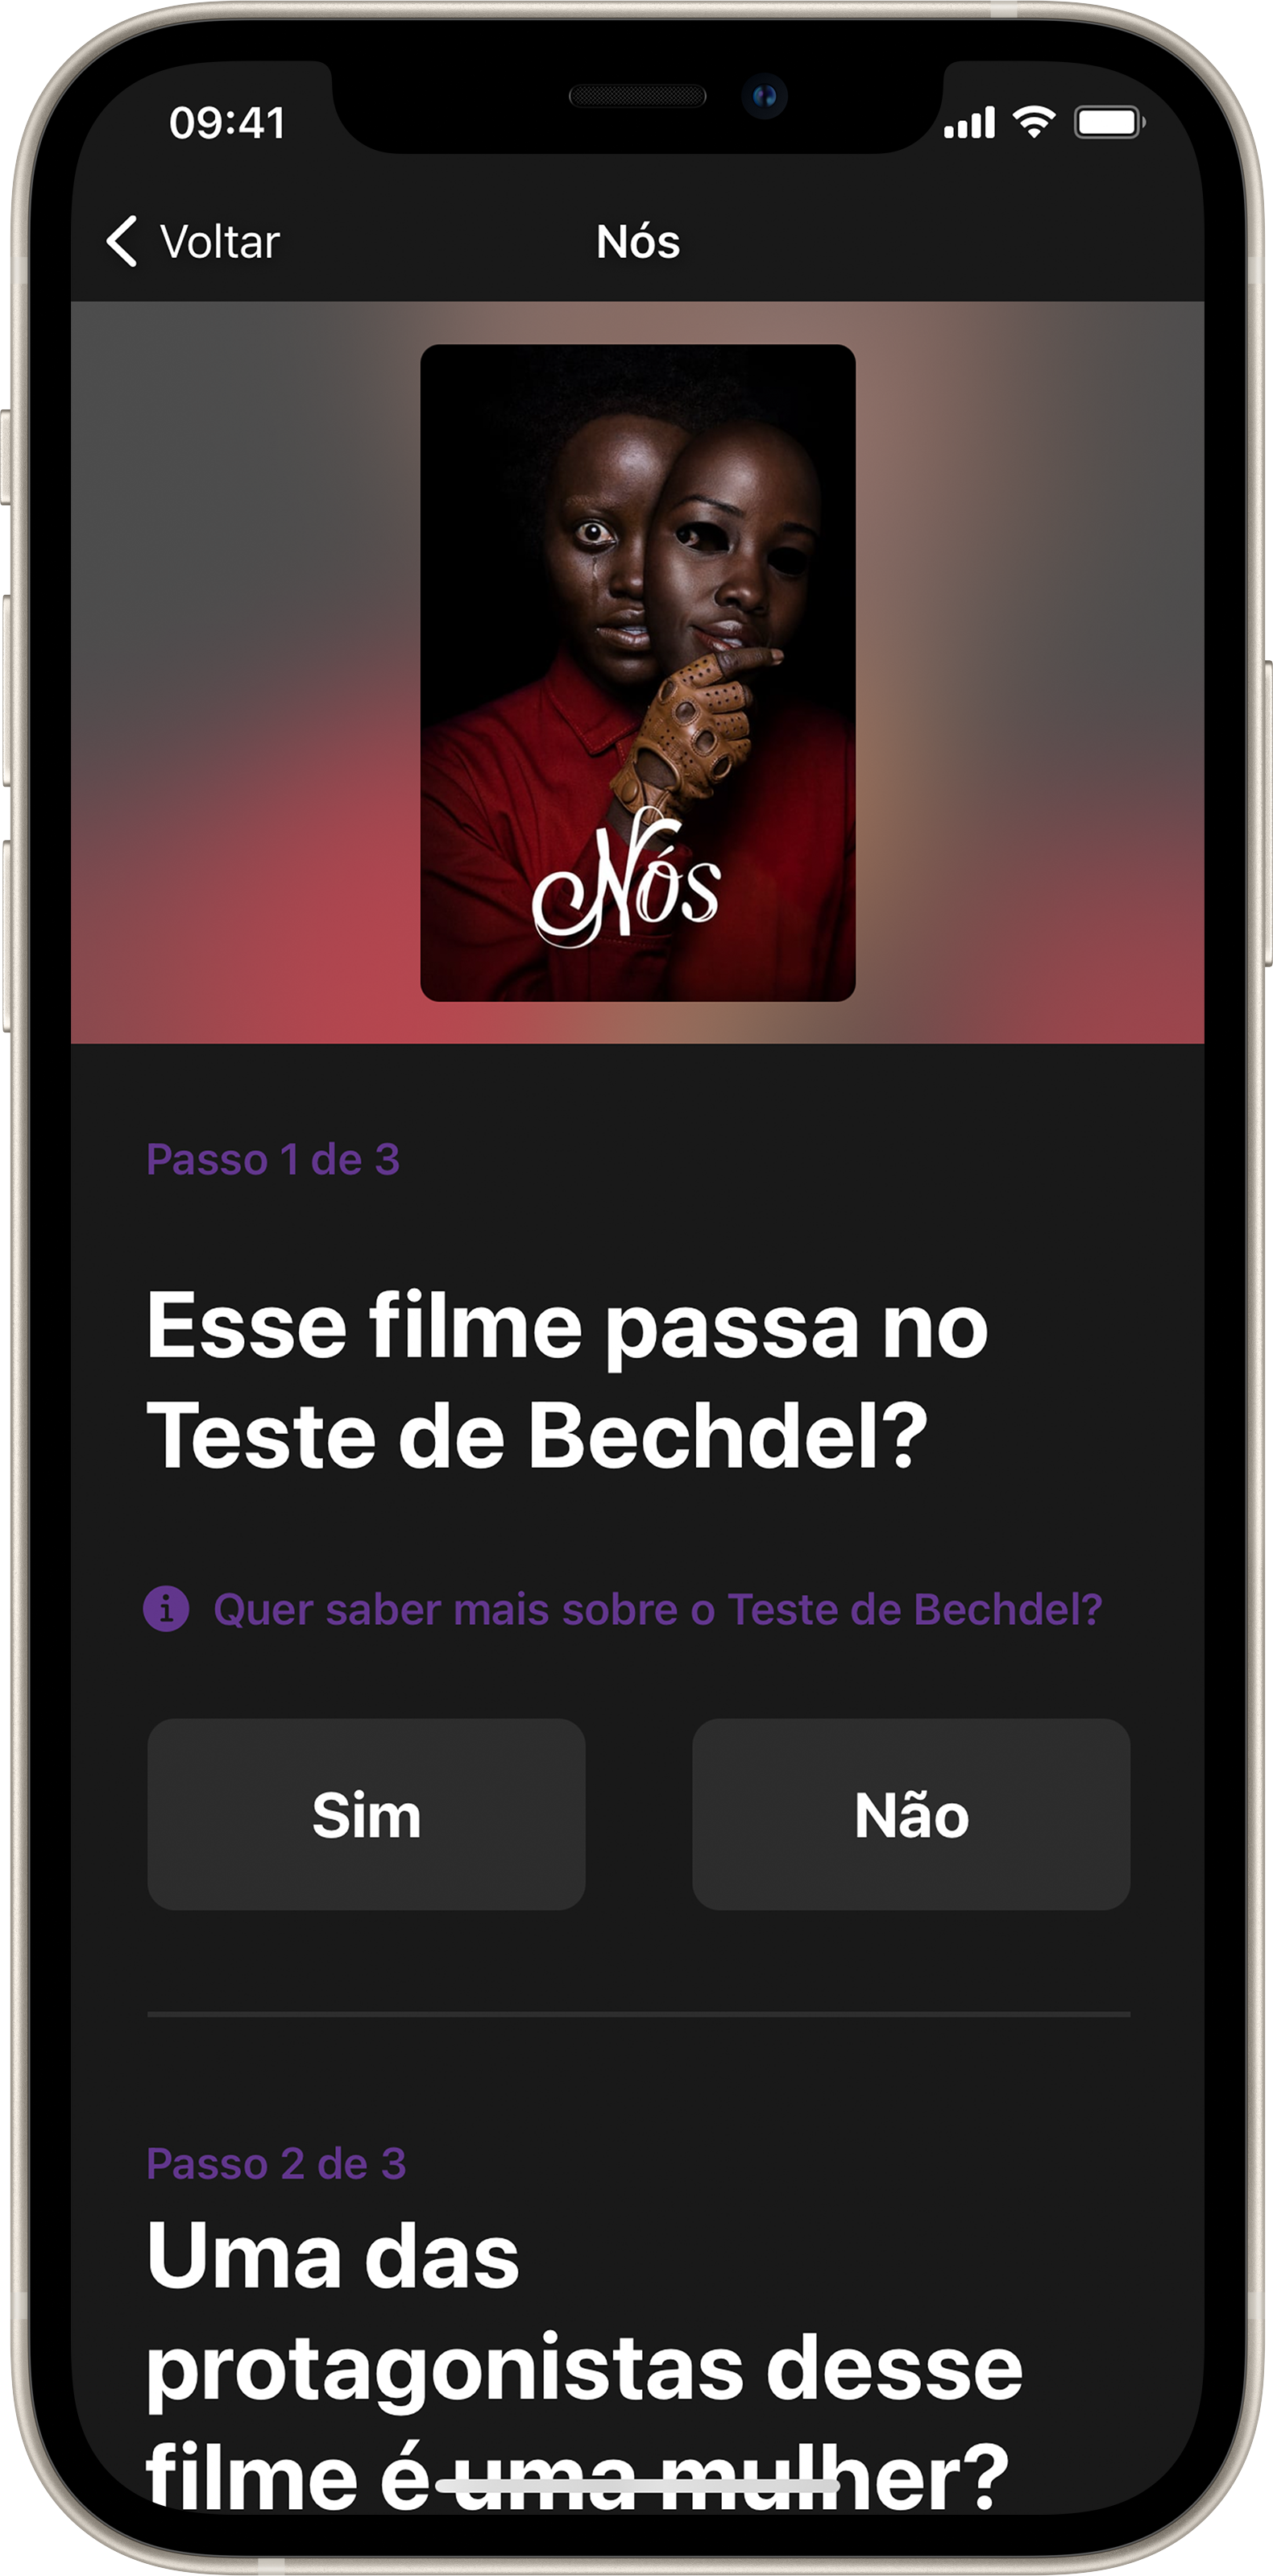 09:41
Voltar
Nós
Nós
Passo 1 de 3
Esse filme passa no
Teste de Bechdel?
Quer saber mais sobre o Teste de Bechdel?
Sim
Não
Passo 2 de 3
Uma das
protagonistas desse
filme é uma mulher?